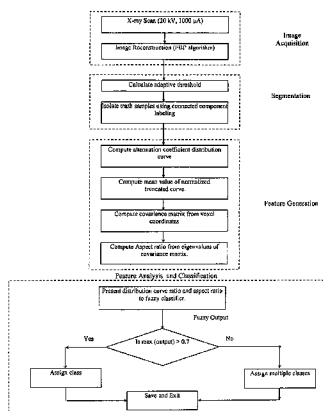 X-ray Scan (20 kV, 1000 µA)
Image Reconstruction (FBP algorithm)
Image
Acquisition
Calculate adaptive threshold
Isolate truth samples using connected component
labeling
Segmentation
Compute attenuation coefficient distribution
curve
Compute mean value of normalized
truncated curve.
Compute covariance matrix from voxel
coordinates
Compute Aspect ratio from eigenvalues of
covariance matrix.
Feature Generation
Feature Analysis and Classification
Present distribution curve ratio and aspect ratio
to fuzzy classifier.
Fuzzy Output
Yes
Is max (output) > 0.7
No
Assign class
Assign multiple classes
Save and Exit